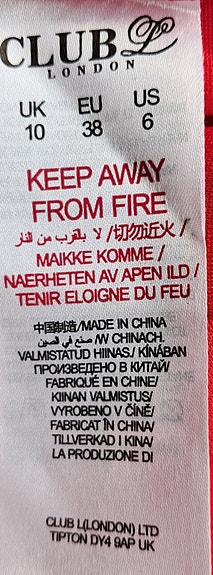 CLUB L
LONDON
UK EU US
10 38 6
KEEP AWAY
FROM FIRE
لا يلقرب من النار /切勿近火/
MAIKKE KOMME /
NAERHETEN AV APEN ILD /
TENIR ELOIGNE DU FEU
中国制造/MADE IN CHINA
صنع في الصين /W CHINACH.
VALMISTATUD HIINAS./ KÍNÁBAN
ПРОИЗВЕДЕНО В КИТАЙ/
FABRIQUÉ EN CHINE/
KIINAN VALMISTUS/
VYROBENO V ČÍNĚ/
FABRICAT ÎN CHINA/
TILLVERKAD I KINA/
LA PRODUZIONE DI
CLUB L(LONDON) LTD
TIPTON DY4 9AP UK